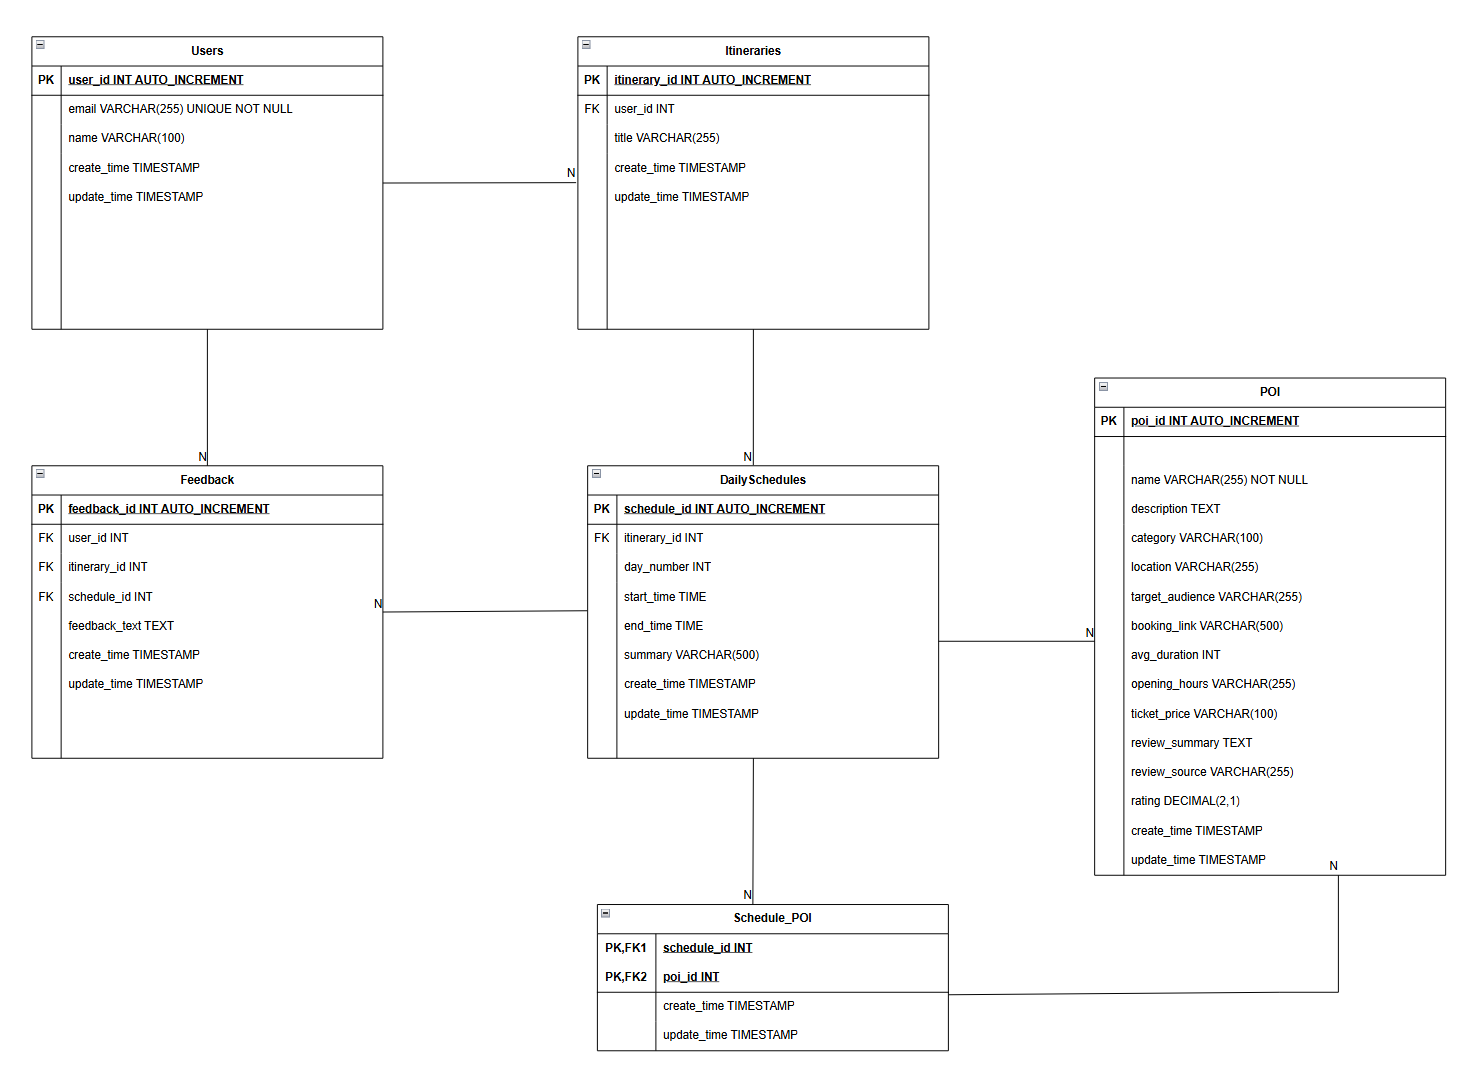 Users
PK user_id INT AUTO_INCREMENT
email VARCHAR(255) UNIQUE NOT NULL
name VARCHAR(100)
create_time TIMESTAMP
update_time TIMESTAMP
N
Itineraries
PK itinerary_id INT AUTO_INCREMENT
FK user_id INT
title VARCHAR(255)
create_time TIMESTAMP
update_time TIMESTAMP
N
N
Feedback
PK feedback_id INT AUTO_INCREMENT
FK user_id INT
FK itinerary_id INT
FK schedule_id INT
feedback_text TEXT
create_time TIMESTAMP
update_time TIMESTAMP
N
DailySchedules
PK schedule_id INT AUTO_INCREMENT
FK itinerary_id INT
day_number INT
start_time TIME
end_time TIME
summary VARCHAR(500)
create_time TIMESTAMP
update_time TIMESTAMP
N
POI
PK poi_id INT AUTO_INCREMENT
name VARCHAR(255) NOT NULL
description TEXT
category VARCHAR(100)
location VARCHAR(255)
target_audience VARCHAR(255)
booking_link VARCHAR(500)
avg_duration INT
opening_hours VARCHAR(255)
ticket_price VARCHAR(100)
review_summary TEXT
review_source VARCHAR(255)
rating DECIMAL(2,1)
create_time TIMESTAMP
update_time TIMESTAMP
N
N
Schedule_POI
PK,FK1 schedule_id INT
PK,FK2 poi_id INT
create_time TIMESTAMP
update_time TIMESTAMP